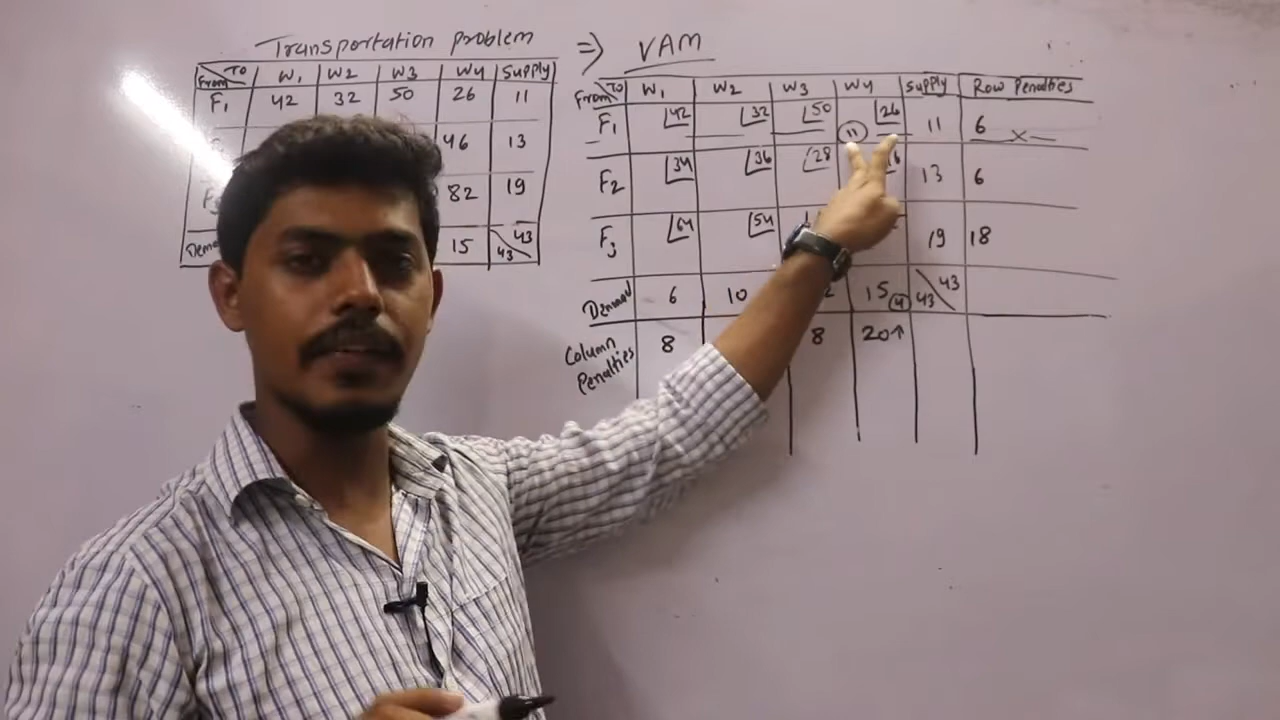 Transportation problem => VAM
From TO W1 W2 W3 W4 Supply
F1 42 32 50 26 11
46 13
82 19
15 43 43
From TO W1 W2 W3 W4 Supply Row Penalties
F1 42 32 50 11 26 11 6 x
F2 34 36 28 13 6
F3 64 54 19 18
Demand 6 10 15 4 43 43
Column Penalties 8 8 20↑